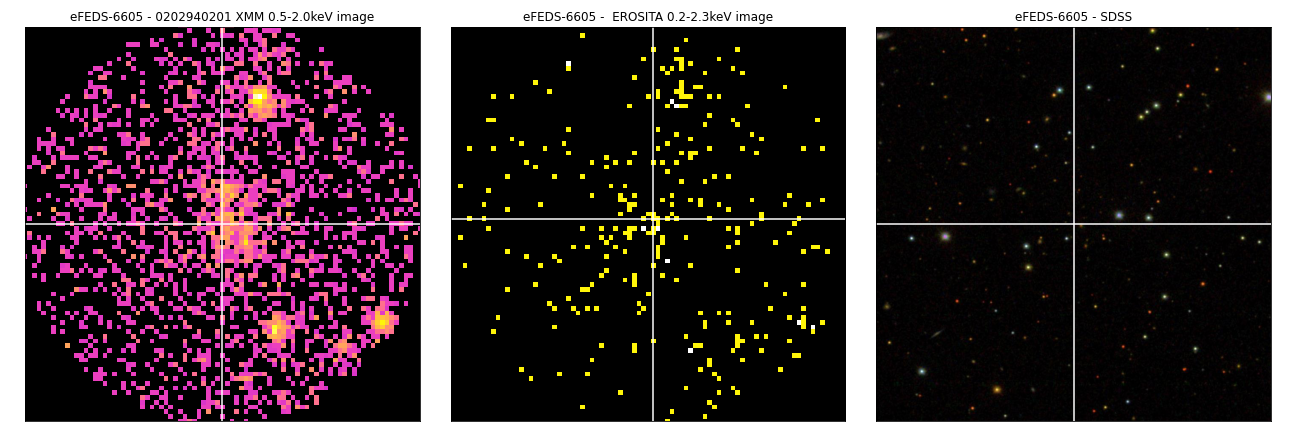 eFEDS-6605 - 0202940201 XMM 0.5-2.0keV image
eFEDS-6605 -  EROSITA 0.2-2.3keV image
eFEDS-6605 - SDSS